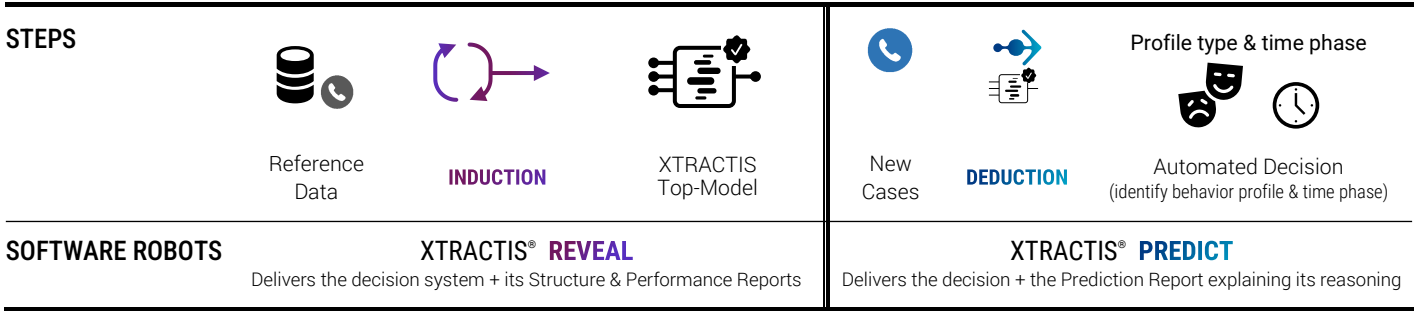 STEPS
Profile type & time phase
Reference
Data
INDUCTION
XTRACTIS
Top-Model
New
Cases
DEDUCTION
Automated Decision
(identify behavior profile & time phase)
SOFTWARE ROBOTS
XTRACTIS® REVEAL
Delivers the decision system + its Structure & Performance Reports
XTRACTIS® PREDICT
Delivers the decision + the Prediction Report explaining its reasoning